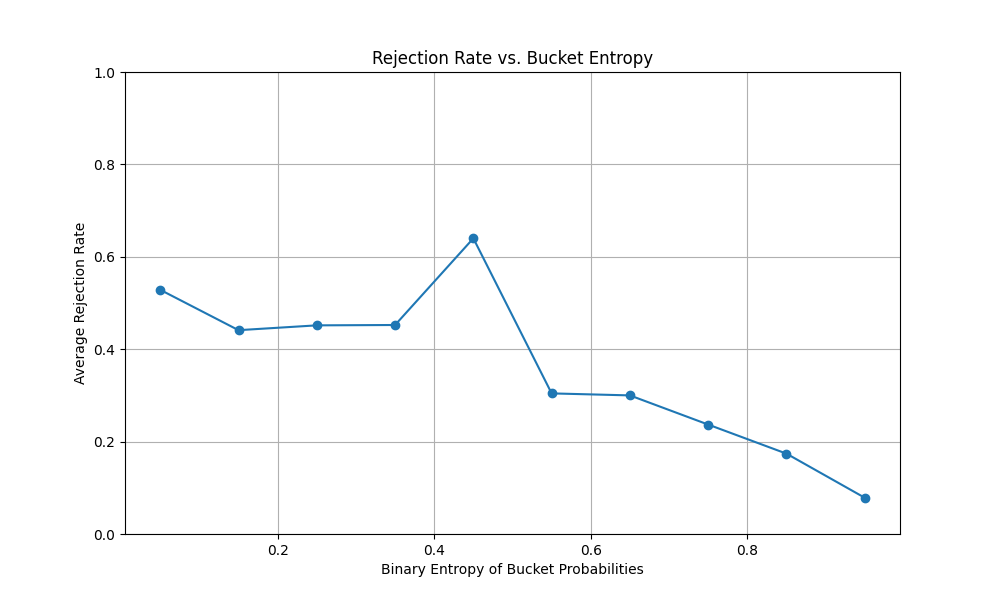 Rejection Rate vs. Bucket Entropy
1.0
0.8
0.6
0.4
0.2
0.0
Average Rejection Rate
0.2 0.4 0.6 0.8
Binary Entropy of Bucket Probabilities